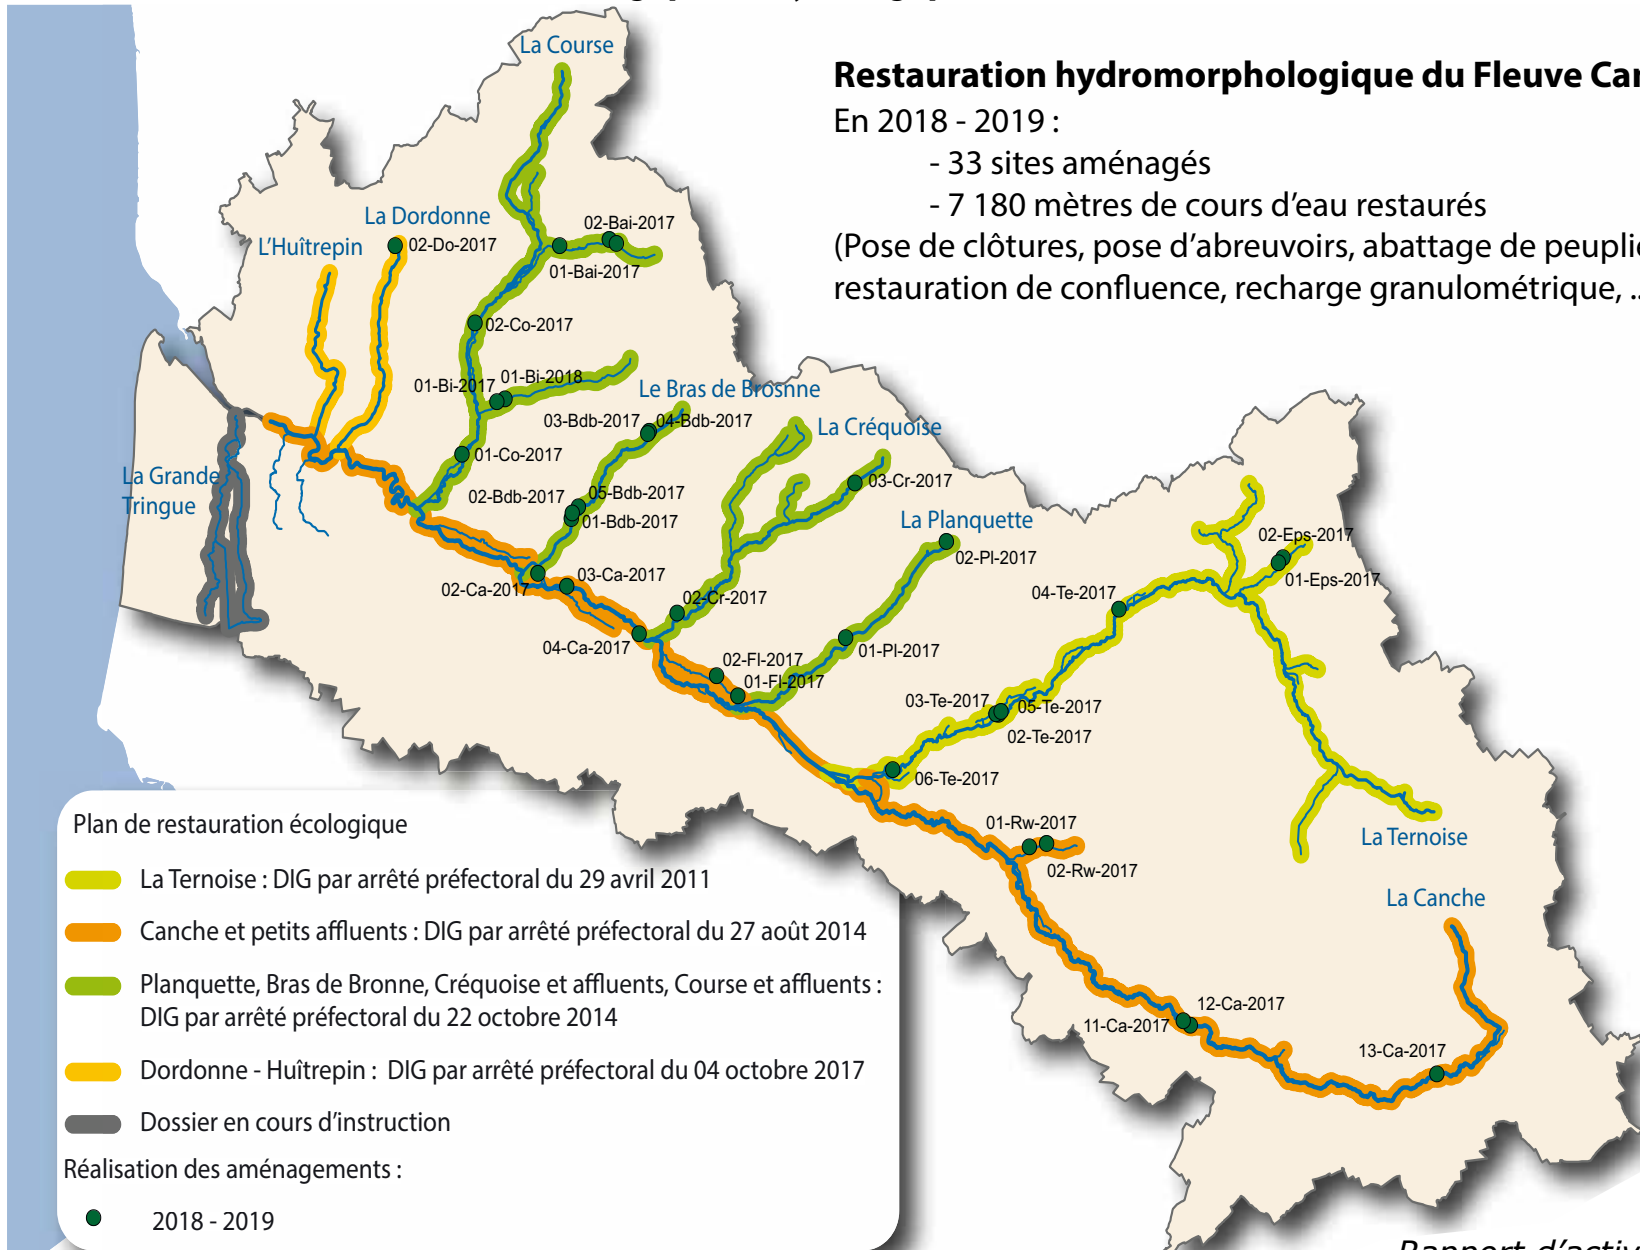 Restauration hydromorphologique du Fleuve
En 2018 - 2019 :
- 33 sites aménagés
- 7 180 mètres de cours d'eau restaurés
(Pose de clôtures, pose d'abreuvoirs, abattage de
restauration de confluence, recharge granulométrique, ..
La Course
La Dordonne
L'Huîtrepin
02-Do-2017
02-Bai-2017
01-Bai-2017
02-Co-2017
01-Bi-2017
01-Bi-2018
Le Bras de Brosnne
03-Bdb-2017
04-Bdb-2017
La Créquoise
01-Co-2017
La Grande
Tringue
02-Bdb-2017
05-Bdb-2017
01-Bdb-2017
03-Cr-2017
La Planquette
02-Pl-2017
02-Eps-2017
01-Eps-2017
02-Ca-2017
03-Ca-2017
02-Cr-2017
04-Te-2017
04-Ca-2017
02-Fl-2017
01-Fl-2017
01-Pl-2017
03-Te-2017
05-Te-2017
02-Te-2017
06-Te-2017
01-Rw-2017
02-Rw-2017
La Ternoise
La Canche
12-Ca-2017
11-Ca-2017
13-Ca-2017
Plan de restauration écologique
La Ternoise : DIG par arrêté préfectoral du 29 avril 2011
Canche et petits affluents : DIG par arrêté préfectoral du 27 août 2014
Planquette, Bras de Bronne, Créquoise et affluents, Course et affluents :
DIG par arrêté préfectoral du 22 octobre 2014
Dordonne - Huîtrepin : DIG par arrêté préfectoral du 04 octobre 2017
Dossier en cours d'instruction
Réalisation des aménagements :
2018 - 2019